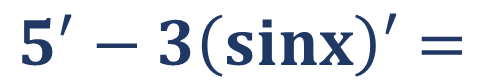 5′ − 3(sinx)′ =